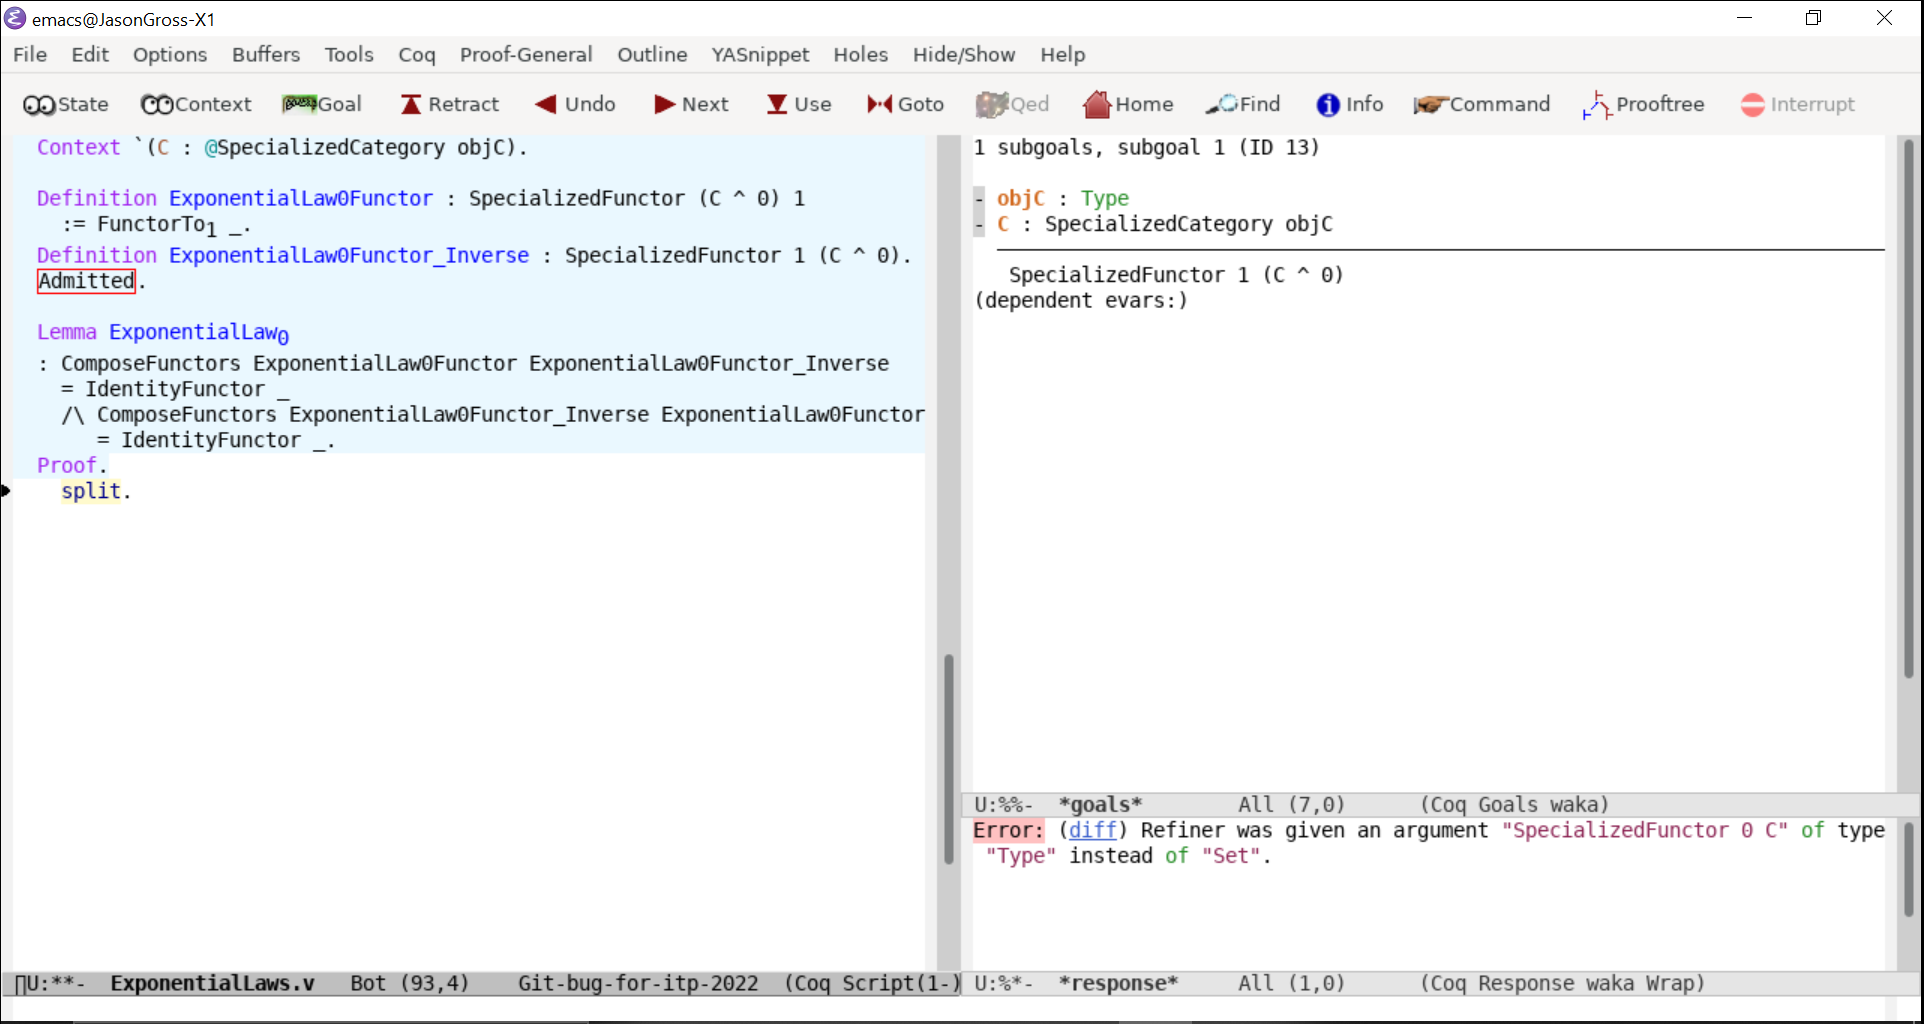 emacs@JasonGross-X1
File Edit Options Buffers Tools Coq Proof-General Outline YASnippet Holes Hide/Show Help
State Context Goal Retract Undo Next Use Goto Qed Home Find Info Command Prooftree Interrupt
Context `(C : @SpecializedCategory objC).
Definition ExponentialLaw0Functor : SpecializedFunctor (C ^ 0) 1
:= FunctorTo1 _.
Definition ExponentialLaw0Functor_Inverse : SpecializedFunctor 1 (C ^ 0).
Admitted.
Lemma ExponentialLaw0
: ComposeFunctors ExponentialLaw0Functor ExponentialLaw0Functor_Inverse
= IdentityFunctor _
/\ ComposeFunctors ExponentialLaw0Functor_Inverse ExponentialLaw0Functor
= IdentityFunctor _.
Proof.
split.
U:**- ExponentialLaws.v Bot (93,4) Git-bug-for-itp-2022 (Coq Script(1-)
1 subgoals, subgoal 1 (ID 13)
- objC : Type
- C : SpecializedCategory objC
SpecializedFunctor 1 (C ^ 0)
(dependent evars:)
U:%%- *goals* All (7,0) (Coq Goals waka)
Error: (diff) Refiner was given an argument "SpecializedFunctor 0 C" of type
"Type" instead of "Set".
U:%*- *response* All (1,0) (Coq Response waka Wrap)